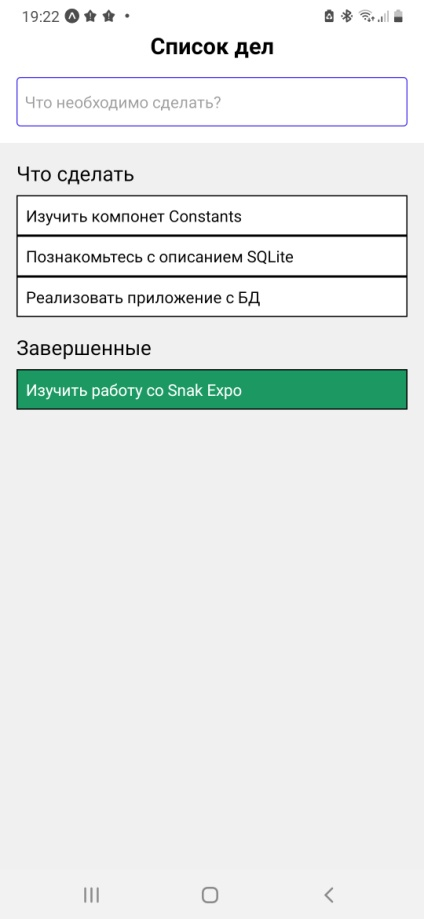 19:22
Список дел
Что необходимо сделать?
Что сделать
Изучить компонет Constants
Познакомьтесь с описанием SQLite
Реализовать приложение с БД
Завершенные
Изучить работу со Snak Expo